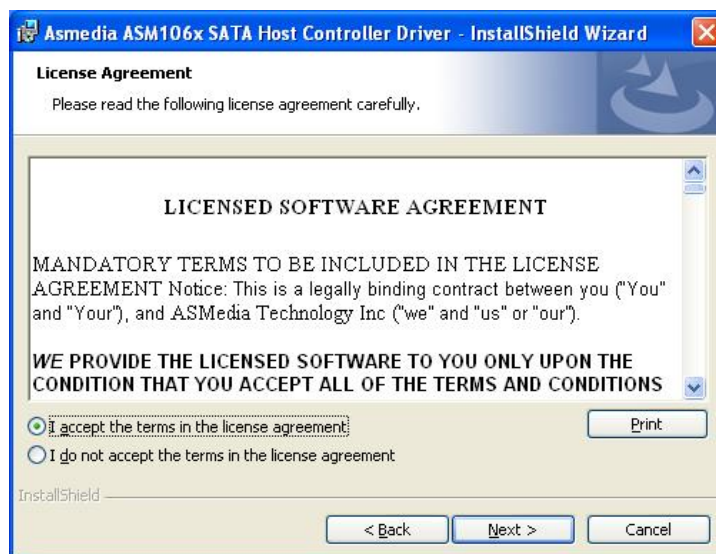 Asmedia ASM106x SATA Host Controller Driver - InstallShield Wizard
License Agreement
Please read the following license agreement carefully.
LICENSED SOFTWARE AGREEMENT
MANDATORY TERMS TO BE INCLUDED IN THE LICENSE
AGREEMENT Notice: This is a legally binding contract between you ("You"
and "Your"), and ASMedia Technology Inc ("we" and "us" or "our").
WE PROVIDE THE LICENSED SOFTWARE TO YOU ONLY UPON THE
CONDITION THAT YOU ACCEPT ALL OF THE TERMS AND CONDITIONS
I accept the terms in the license agreement
Print
I do not accept the terms in the license agreement
InstallShield
< Back
Next >
Cancel